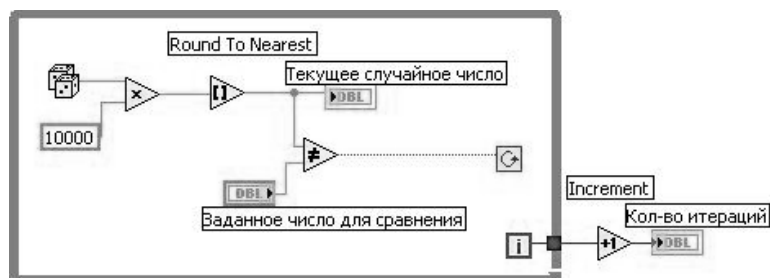 Round To Nearest
Текущее случайное число
DBL
10000
DBL
Заданное число для сравнения
i
Increment
+1
Кол-во итераций
DBL